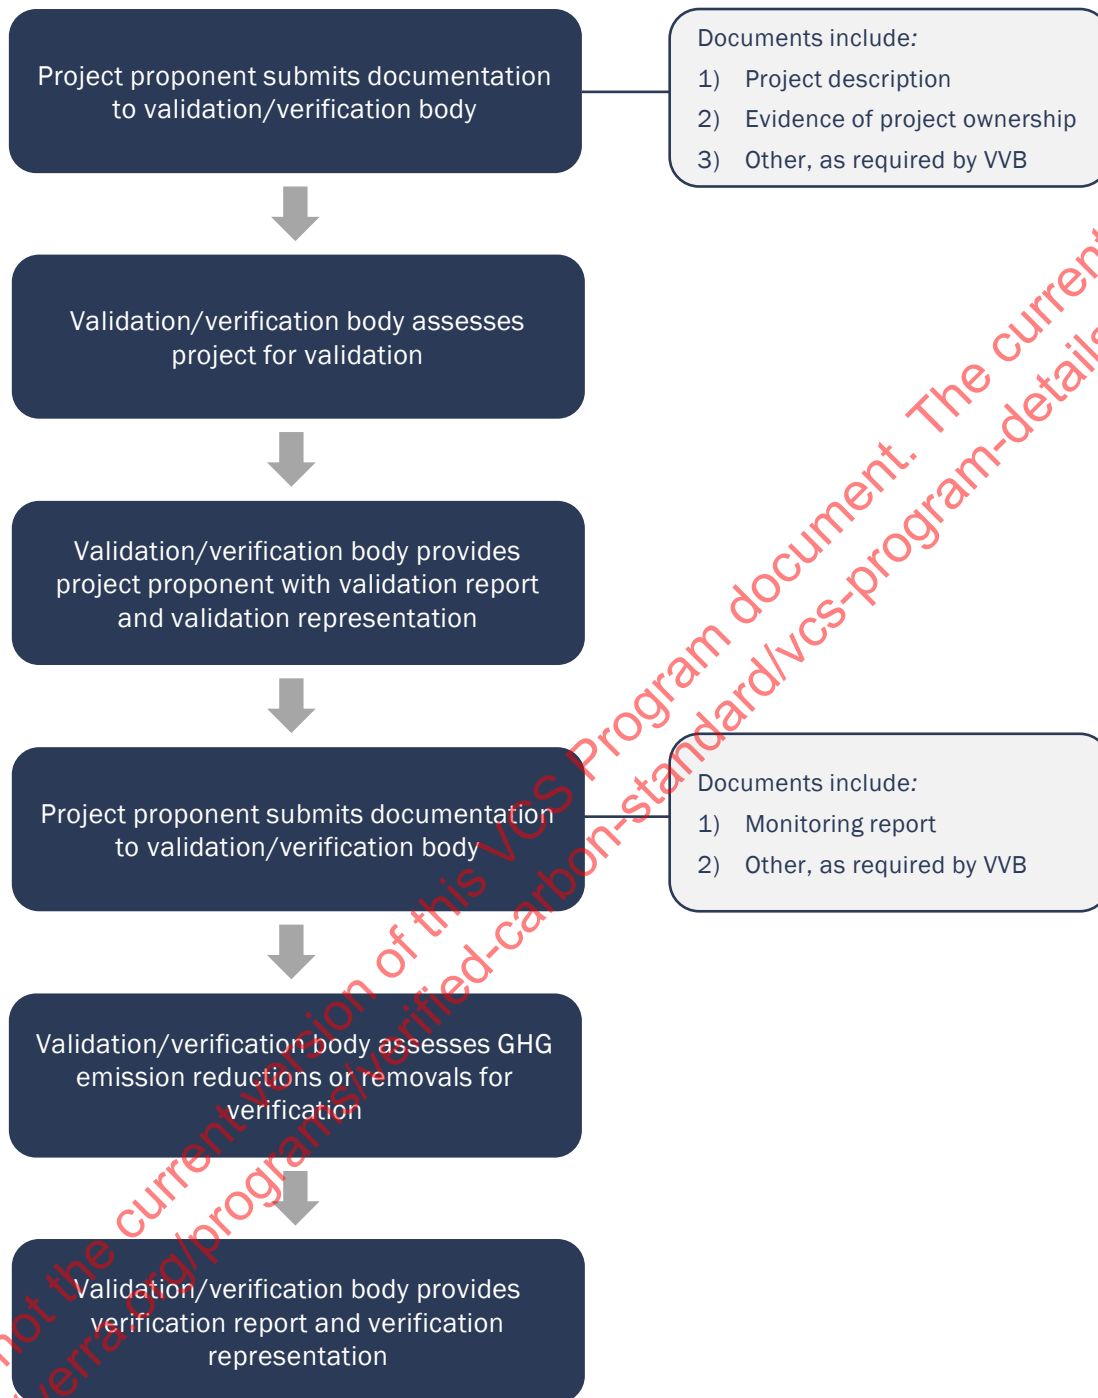 Project proponent submits documentation
to validation/verification body
Documents include:
1) Project description
2) Evidence of project ownership
3) Other, as required by VVB
Validation/verification body assesses
project for validation
Validation/verification body provides
project proponent with validation report
and validation representation
Project proponent submits documentation
to validation/verification body
Documents include:
1) Monitoring report
2) Other, as required by VVB
Validation/verification body assesses GHG
emission reductions or removals for
verification
Validation/verification body provides
verification report and verification
representation
not the current version of this VCS Program document. The current
verra.org/programs/verified-carbon-standard/vcs-program-details